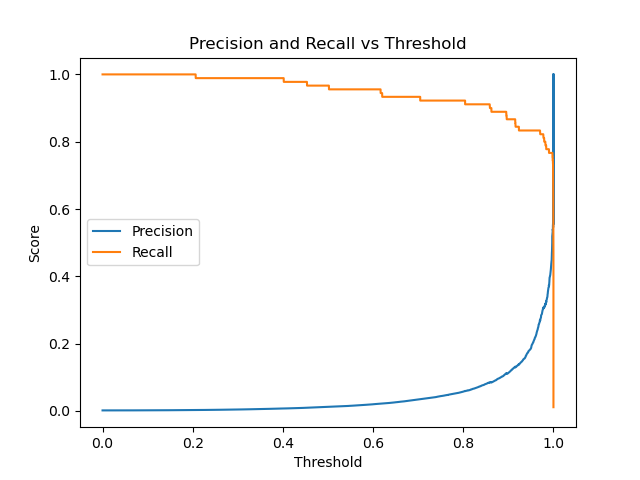 Precision and Recall vs Threshold
1.0
0.8
0.6
0.4
0.2
0.0
Score
Precision
Recall
0.0 0.2 0.4 0.6 0.8 1.0
Threshold